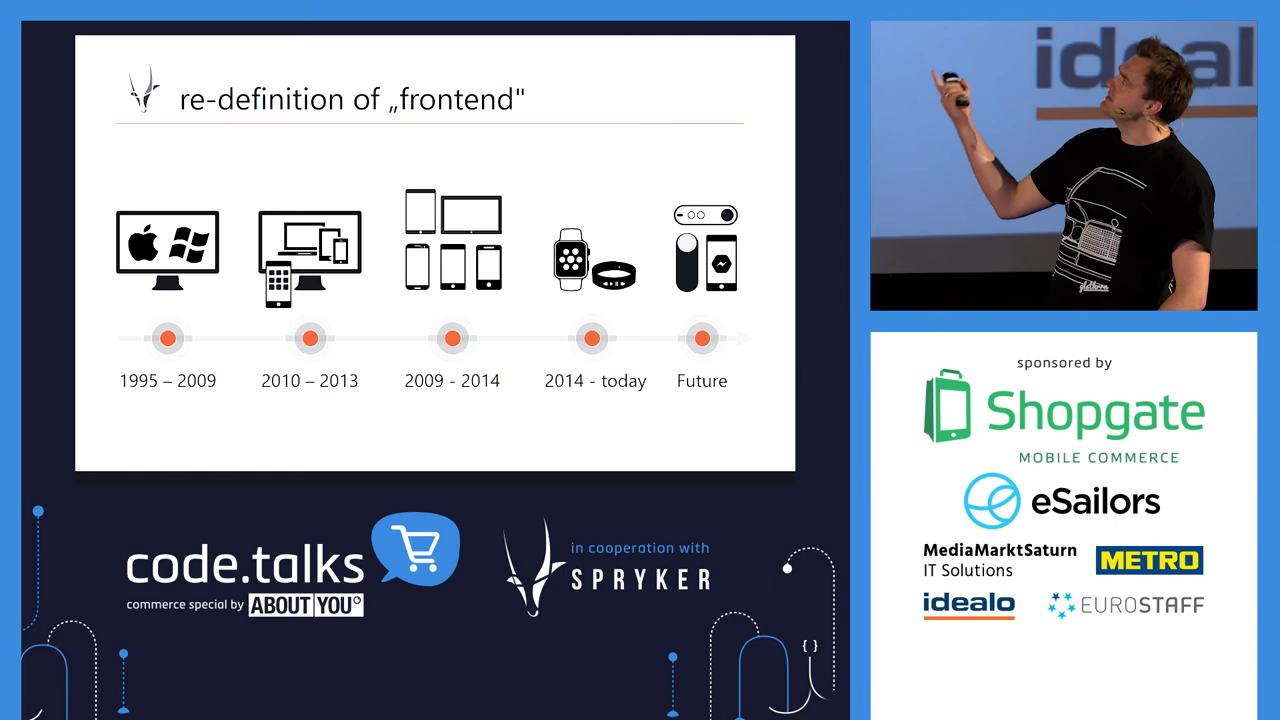 re-definition of „frontend"
1995 – 2009
2010 – 2013
2009 - 2014
2014 - today
Future
code.talks
commerce special by ABOUT YOU
in cooperation with
SPRYKER
ideal
sponsored by
Shopgate
MOBILE COMMERCE
eSailors
MediaMarktSaturn
IT Solutions
METRO
idealo
EUROSTAFF
{ }